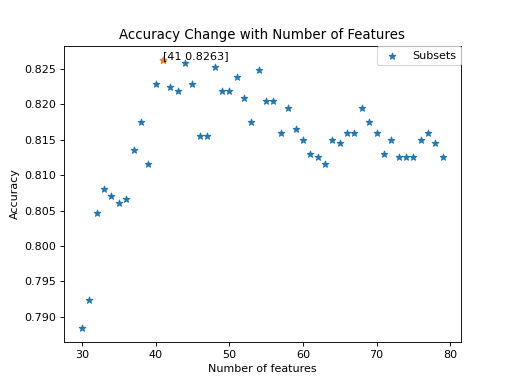 Accuracy Change with Number of Features
[41 0.8263]
Subsets
0.825
0.820
0.815
0.810
0.805
0.800
0.795
0.790
Accuracy
30 40 50 60 70 80
Number of features